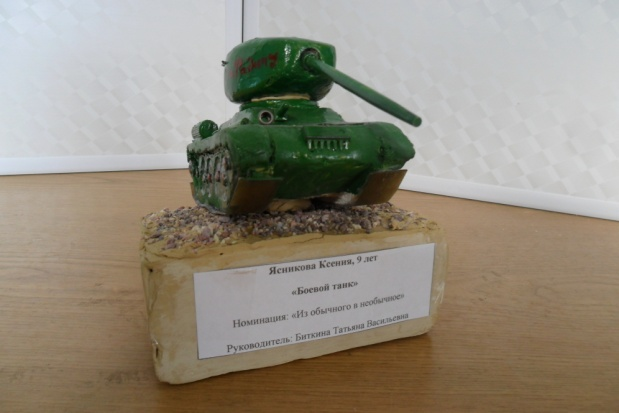 Ясникова Ксения, 9 лет
«Боевой танк»
Номинация: «Из обычного в необычное»
Руководитель: Биткина Татьяна Васильевна